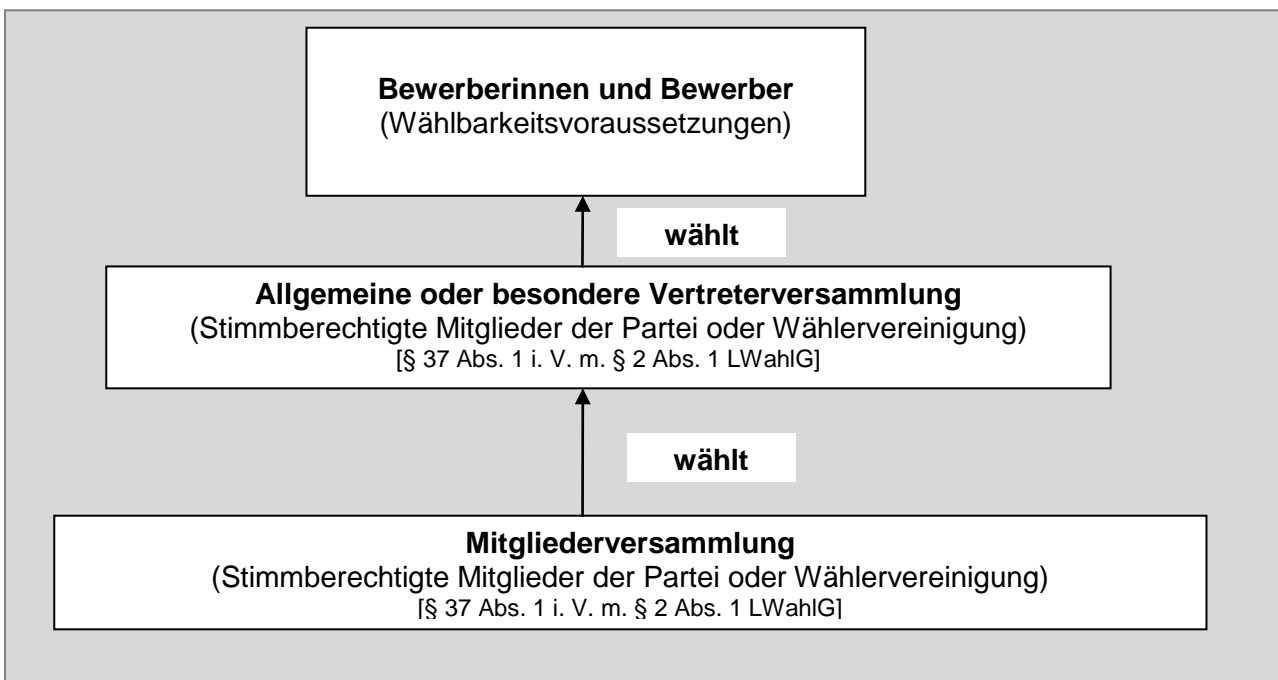 Bewerberinnen und Bewerber
(Wählbarkeitsvoraussetzungen)
wählt
Allgemeine oder besondere Vertreterversammlung
(Stimmberechtigte Mitglieder der Partei oder Wählervereinigung)
[§ 37 Abs. 1 i. V. m. § 2 Abs. 1 LWahlG]
wählt
Mitgliederversammlung
(Stimmberechtigte Mitglieder der Partei oder Wählervereinigung)
[§ 37 Abs. 1 i. V. m. § 2 Abs. 1 LWahlG]